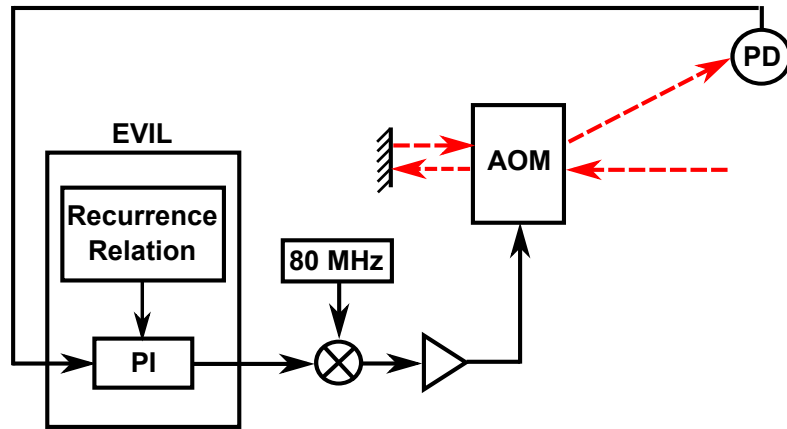 PD
EVIL
AOM
Recurrence
Relation
80 MHz
PI